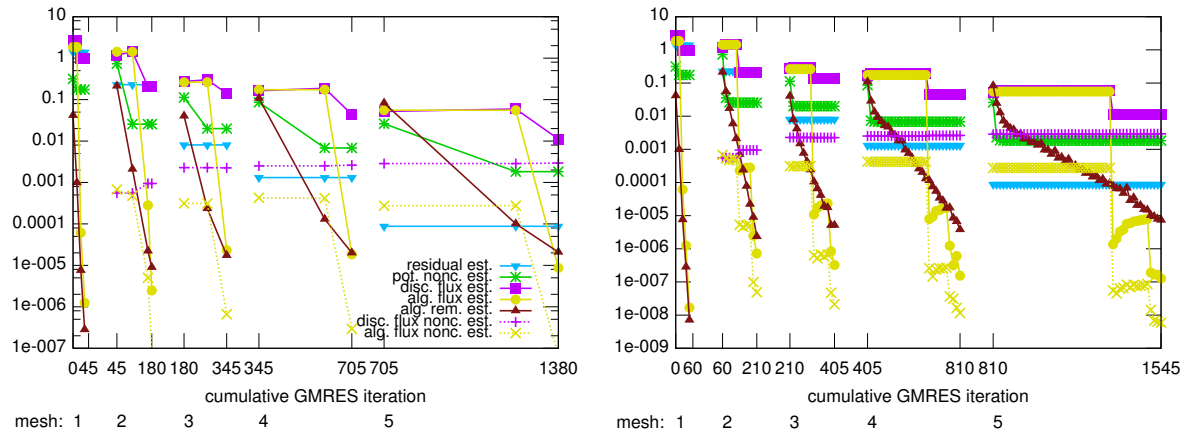 10
1
0.1
0.01
0.001
0.0001
1e-005
1e-006
1e-007
residual est.
pot. nonc. est.
disc. flux est.
alg. flux est.
alg. rem. est.
disc. flux nonc. est.
alg. flux nonc. est.
0 45 45 180 180 345 345 705 705 1380
cumulative GMRES iteration
mesh: 1 2 3 4 5
10
1
0.1
0.01
0.001
0.0001
1e-005
1e-006
1e-007
1e-008
0 60 60 210 210 405 405 810 810 1545
cumulative GMRES iteration
mesh: 1 2 3 4 5